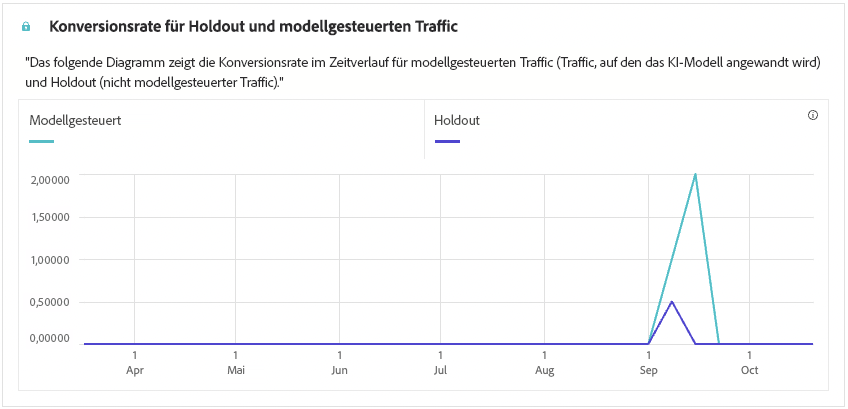 Konversionsrate für Holdout und modellgesteuerten Traffic
"Das folgende Diagramm zeigt die Konversionsrate im Zeitverlauf für modellgesteuerten Traffic (Traffic, auf den das KI-Modell angewandt wird)
und Holdout (nicht modellgesteuerter Traffic)."
Modellgesteuert
Holdout
2,00000
1,50000
1,00000
0,50000
0,00000
1 1 1 1 1 1 1
Apr Mai Jun Jul Aug Sep Oct